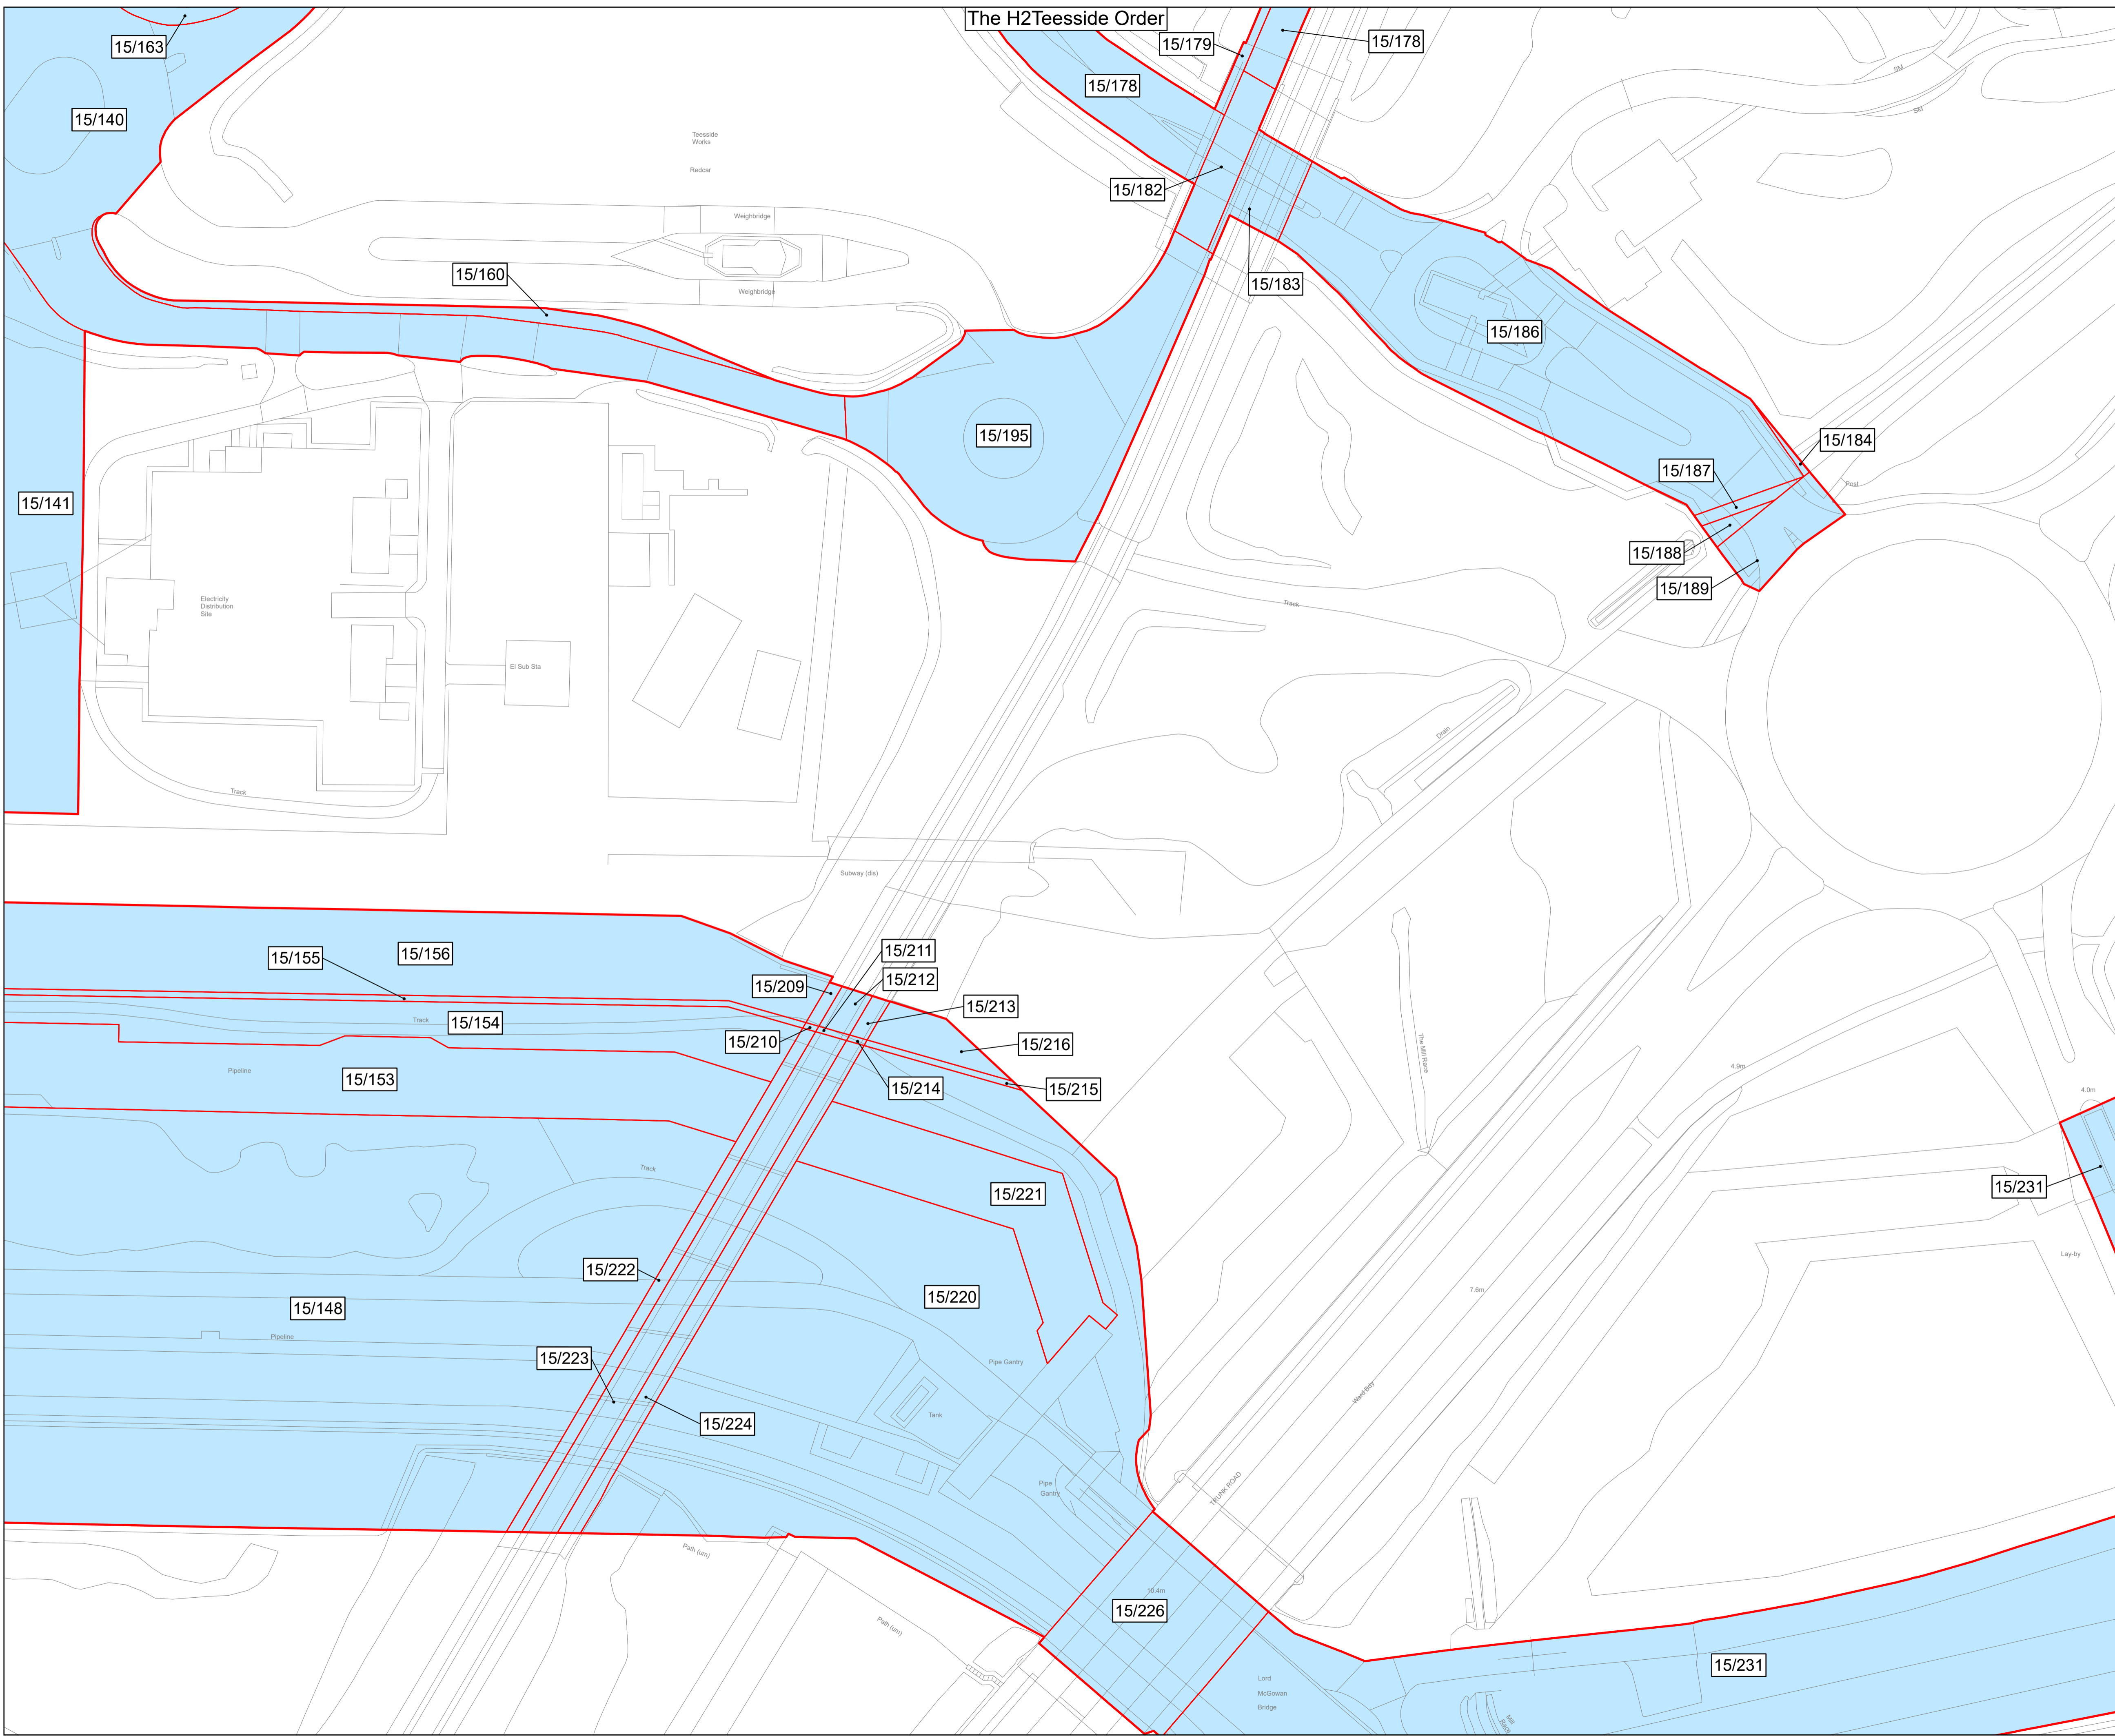 The H2Teesside Order
15/163
15/179
15/178
15/178
SM
SM
15/140
Teesside
Works
Redcar
15/182
Weighbridge
15/160
15/183
Weighbridge
15/186
15/195
15/184
15/187
Post
15/141
15/188
15/189
Electricity
Distribution
Site
Track
El Sub Sta
Drain
Track
Subway (dis)
15/211
15/156
15/155
15/212
15/209
15/213
Track
15/154
15/210
15/216
The Mill Race
Pipeline
15/153
15/214
15/215
4.9m
4.0m
Track
15/221
15/231
Lay-by
15/222
15/220
7.6m
15/148
Pipeline
15/223
Pipe Gantry
Ward Bdy
15/224
Tank
Pipe
Gantry
TRUNK ROAD
Path (um)
10.4m
15/226
Path (um)
15/231
Lord
McGowan
Bridge
Mill
Race